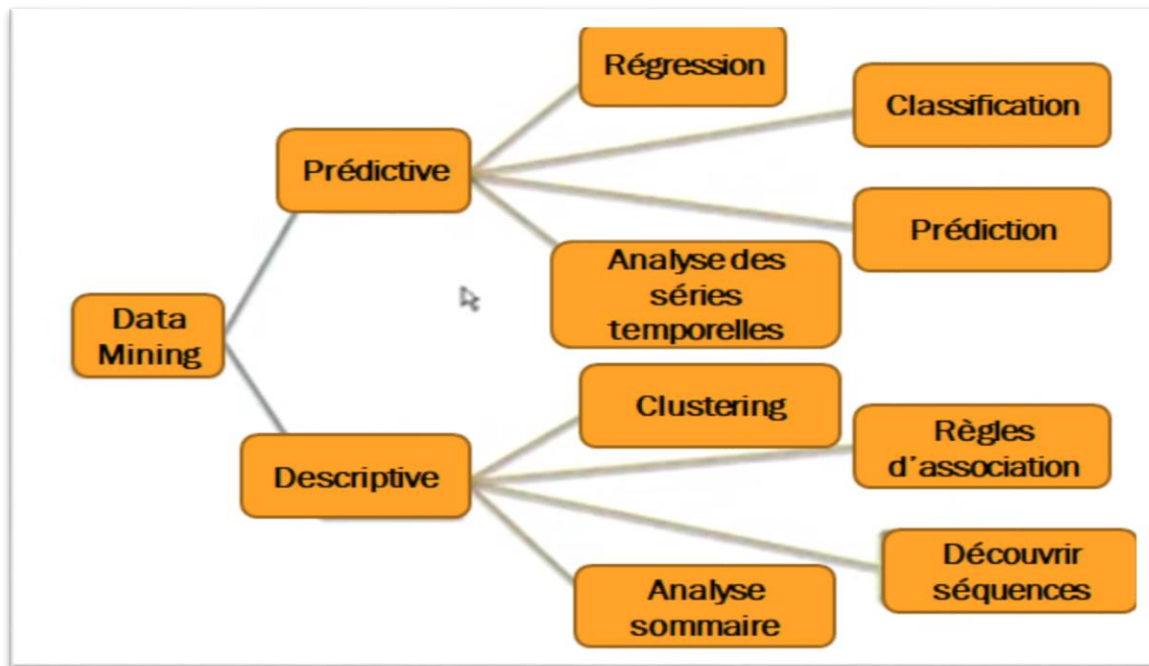 Régression
Classification
Prédictive
Prédiction
Analyse des
séries
temporelles
Data
Mining
Clustering
Règles
d'association
Descriptive
Découvrir
séquences
Analyse
sommaire